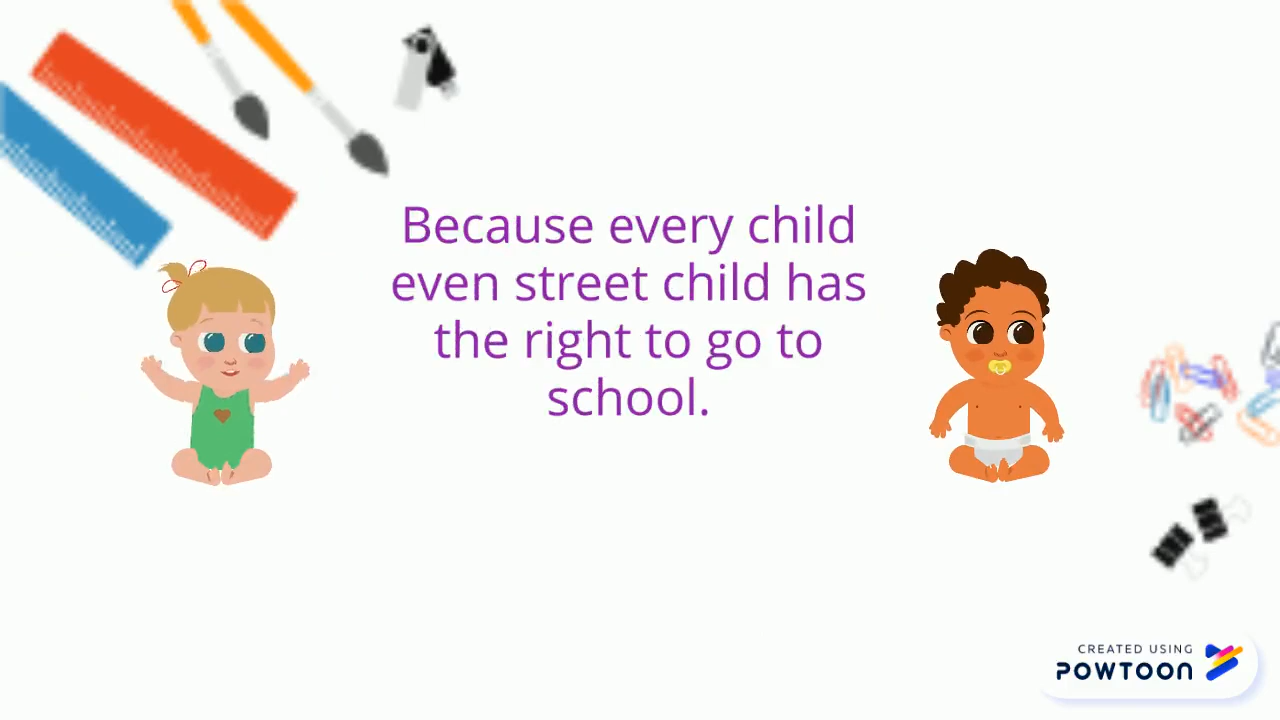 Because every child
even street child has
the right to go to
school.
CREATED USING
POWTOON